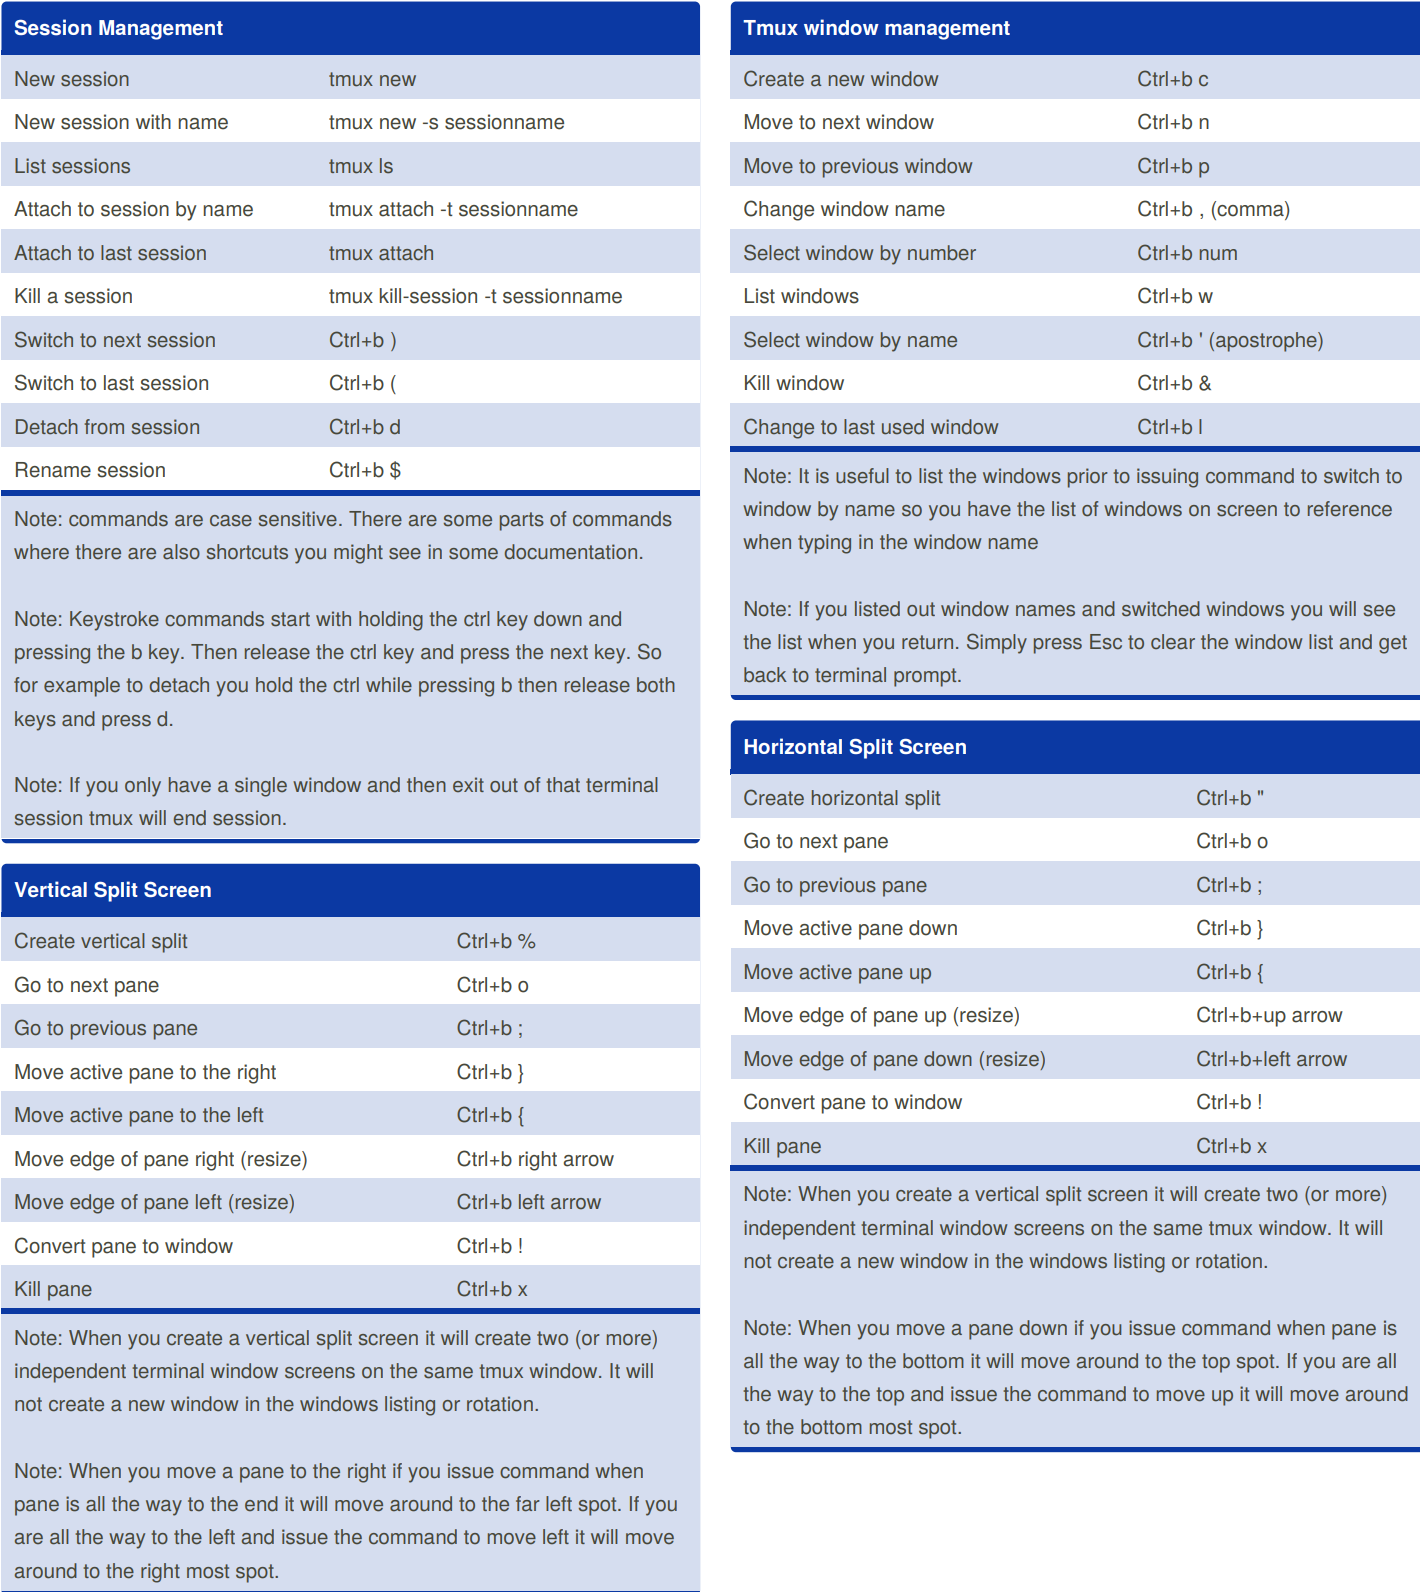 Session Management
New session tmux new
New session with name tmux new -s sessionname
List sessions tmux ls
Attach to session by name tmux attach -t sessionname
Attach to last session tmux attach
Kill a session tmux kill-session -t sessionname
Switch to next session Ctrl+b )
Switch to last session Ctrl+b (
Detach from session Ctrl+b d
Rename session Ctrl+b $
Note: commands are case sensitive. There are some parts of commands
where there are also shortcuts you might see in some documentation.
Note: Keystroke commands start with holding the ctrl key down and
pressing the b key. Then release the ctrl key and press the next key. So
for example to detach you hold the ctrl while pressing b then release both
keys and press d.
Note: If you only have a single window and then exit out of that terminal
session tmux will end session.
Vertical Split Screen
Create vertical split Ctrl+b %
Go to next pane Ctrl+b o
Go to previous pane Ctrl+b ;
Move active pane to the right Ctrl+b }
Move active pane to the left Ctrl+b {
Move edge of pane right (resize) Ctrl+b right arrow
Move edge of pane left (resize) Ctrl+b left arrow
Convert pane to window Ctrl+b !
Kill pane Ctrl+b x
Note: When you create a vertical split screen it will create two (or more)
independent terminal window screens on the same tmux window. It will
not create a new window in the windows listing or rotation.
Note: When you move a pane to the right if you issue command when
pane is all the way to the end it will move around to the far left spot. If you
are all the way to the left and issue the command to move left it will move
around to the right most spot.
Tmux window management
Create a new window Ctrl+b c
Move to next window Ctrl+b n
Move to previous window Ctrl+b p
Change window name Ctrl+b , (comma)
Select window by number Ctrl+b num
List windows Ctrl+b w
Select window by name Ctrl+b ' (apostrophe)
Kill window Ctrl+b &
Change to last used window Ctrl+b l
Note: It is useful to list the windows prior to issuing command to switch to
window by name so you have the list of windows on screen to reference
when typing in the window name
Note: If you listed out window names and switched windows you will see
the list when you return. Simply press Esc to clear the window list and get
back to terminal prompt.
Horizontal Split Screen
Create horizontal split Ctrl+b "
Go to next pane Ctrl+b o
Go to previous pane Ctrl+b ;
Move active pane down Ctrl+b }
Move active pane up Ctrl+b {
Move edge of pane up (resize) Ctrl+b+up arrow
Move edge of pane down (resize) Ctrl+b+left arrow
Convert pane to window Ctrl+b !
Kill pane Ctrl+b x
Note: When you create a vertical split screen it will create two (or more)
independent terminal window screens on the same tmux window. It will
not create a new window in the windows listing or rotation.
Note: When you move a pane down if you issue command when pane is
all the way to the bottom it will move around to the top spot. If you are all
the way to the top and issue the command to move up it will move around
to the bottom most spot.